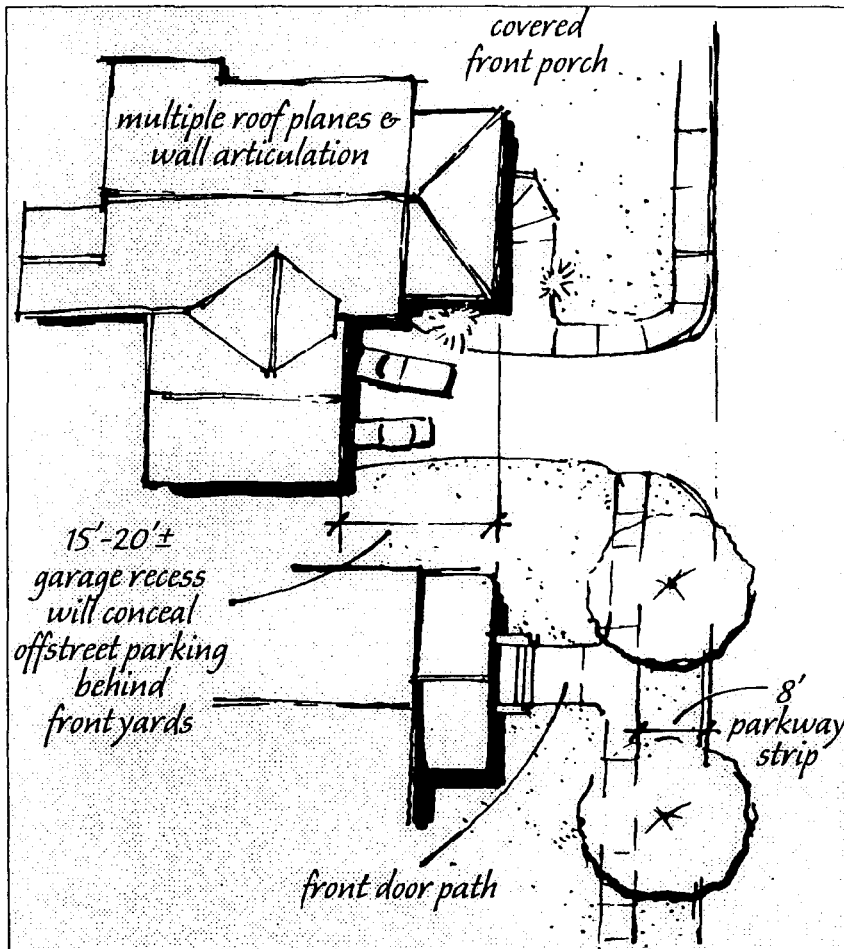 covered
front porch
multiple roof planes &
wall articulation
15'-20'±
garage recess
will conceal
offstreet parking
behind
front yards
8'
parkway
strip
front door path